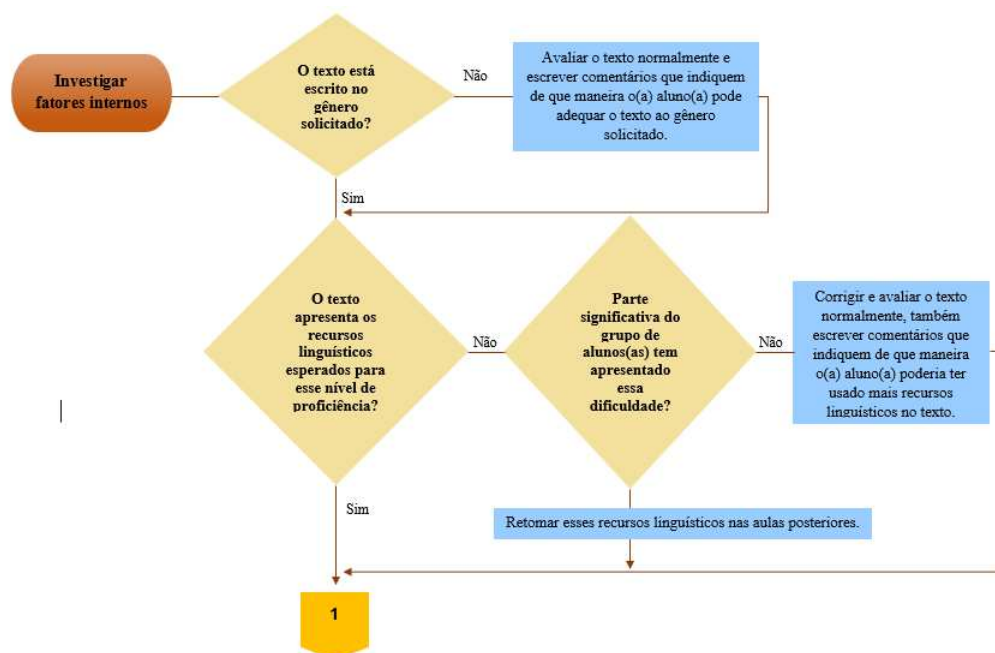 Investigar
fatores internos
O texto está
escrito no
gênero
solicitado?
Não
Avaliar o texto normalmente e
escrever comentários que indiquem
de que maneira o(a) aluno(a) pode
adequar o texto ao gênero
solicitado.
Sim
O texto
apresenta os
recursos
linguísticos
esperados para
esse nível de
proficiência?
Não
Parte
significativa do
grupo de
alunos(as) tem
apresentado
essa
dificuldade?
Não
Corrigir e avaliar o texto
normalmente, também
escrever comentários que
indiquem de que maneira
o(a) aluno(a) poderia ter
usado mais recursos
linguísticos no texto.
Sim
Retomar esses recursos linguísticos nas aulas posteriores.
1